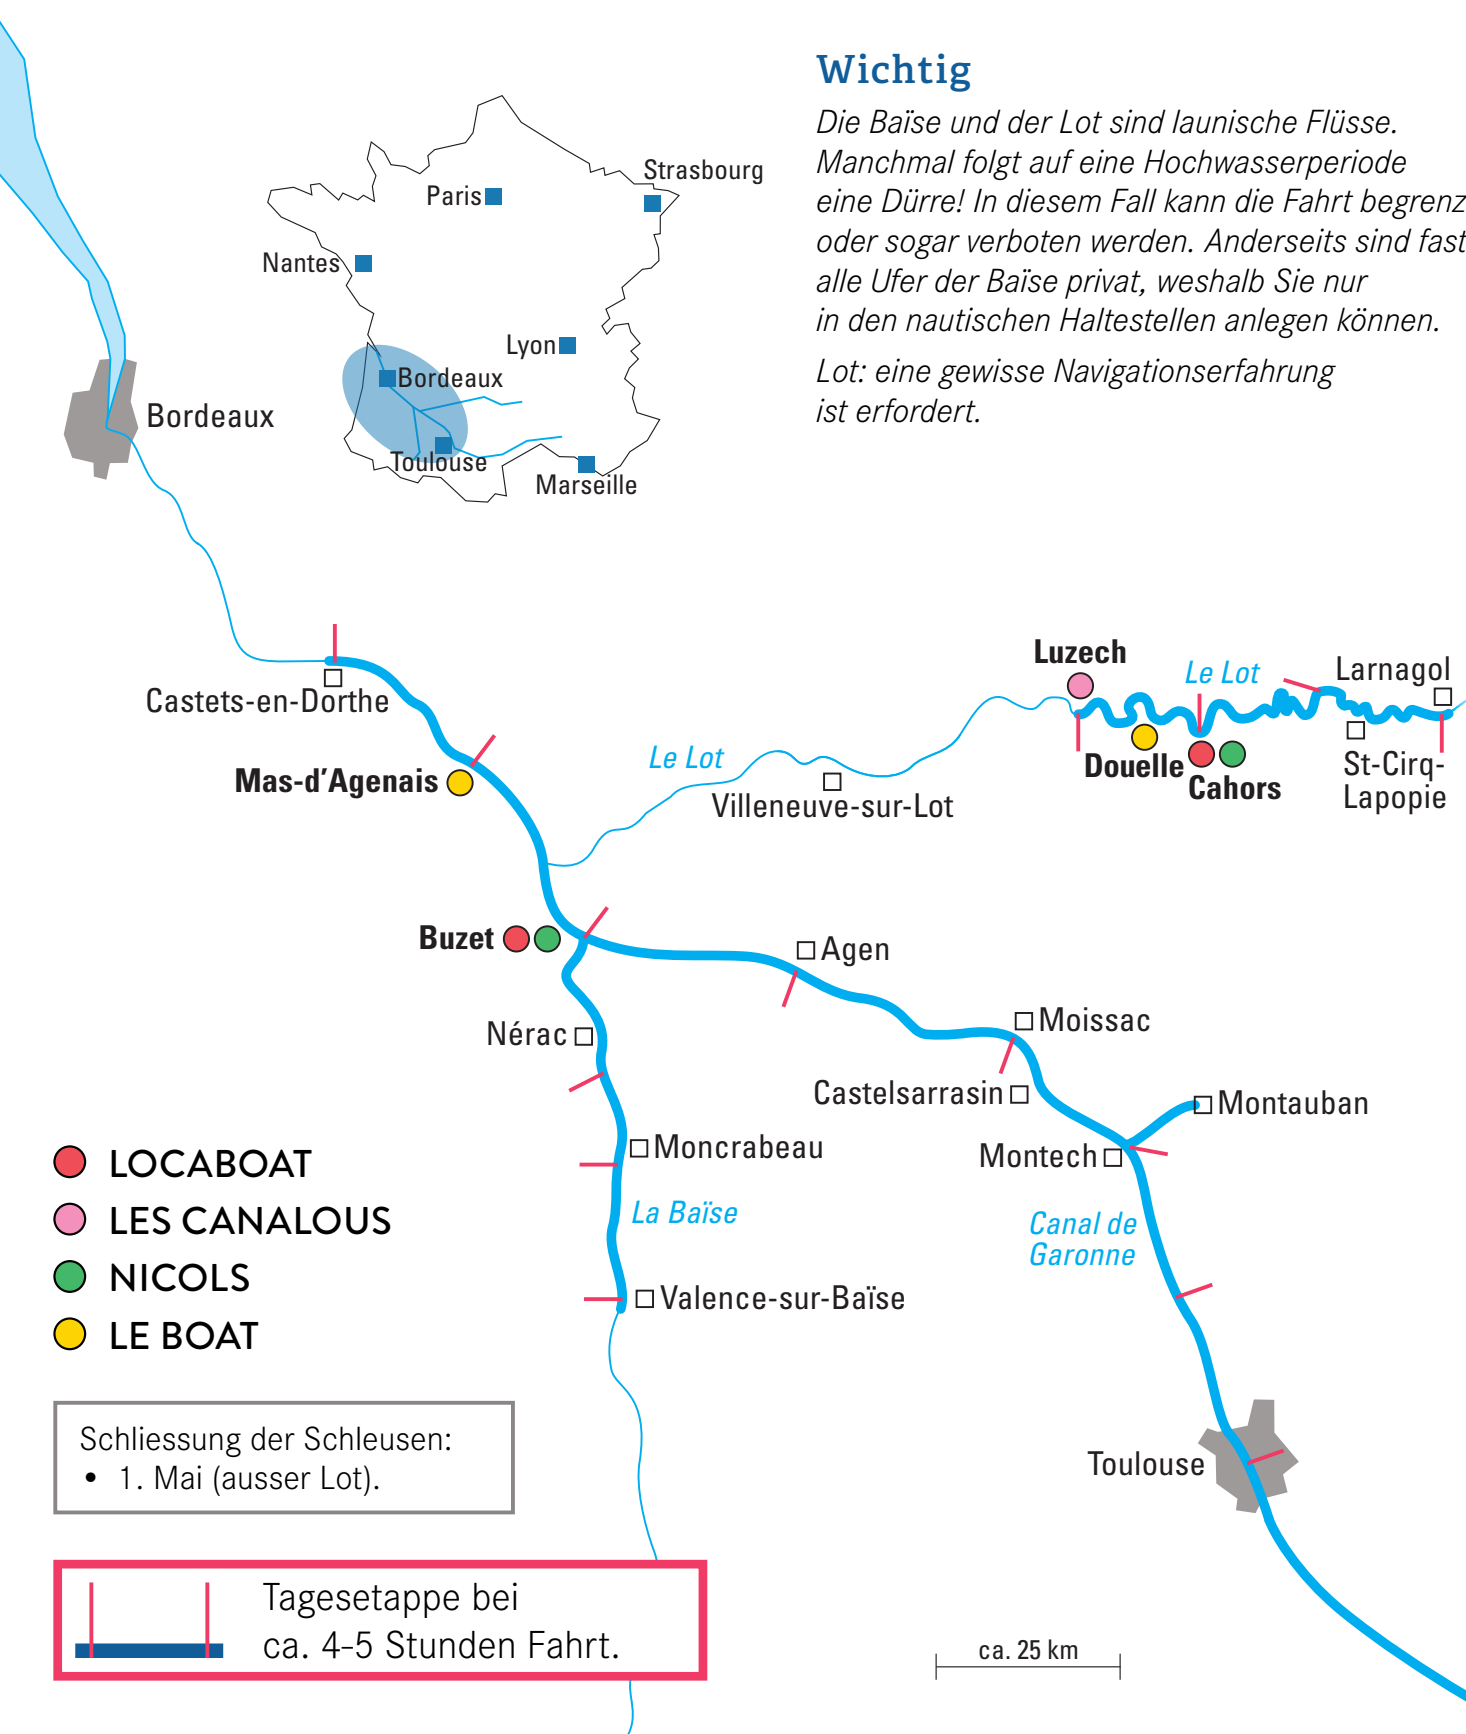 Wichtig
Die Baïse und der Lot sind launische Flüsse.
Manchmal folgt auf eine Hochwasserperiode
eine Dürre! In diesem Fall kann die Fahrt begrenz
oder sogar verboten werden. Anderseits sind fast
alle Ufer der Baïse privat, weshalb Sie nur
in den nautischen Haltestellen anlegen können.
Lot: eine gewisse Navigationserfahrung
ist erfordert.
Strasbourg
Paris
Nantes
Lyon
Bordeaux
Toulouse
Marseille
Bordeaux
Castets-en-Dorthe
Mas-d'Agenais
Le Lot
Villeneuve-sur-Lot
Luzech
Le Lot
Larnagol
Douelle
Cahors
St-Cirq-
Lapopie
Buzet
Agen
Nérac
Moissac
Castelsarrasin
Montauban
Moncrabeau
Montech
La Baïse
Canal de
Garonne
Valence-sur-Baïse
Toulouse
LOCABOAT
LES CANALOUS
NICOLS
LE BOAT
Schliessung der Schleusen:
• 1. Mai (ausser Lot).
Tagesetappe bei
ca. 4-5 Stunden Fahrt.
ca. 25 km